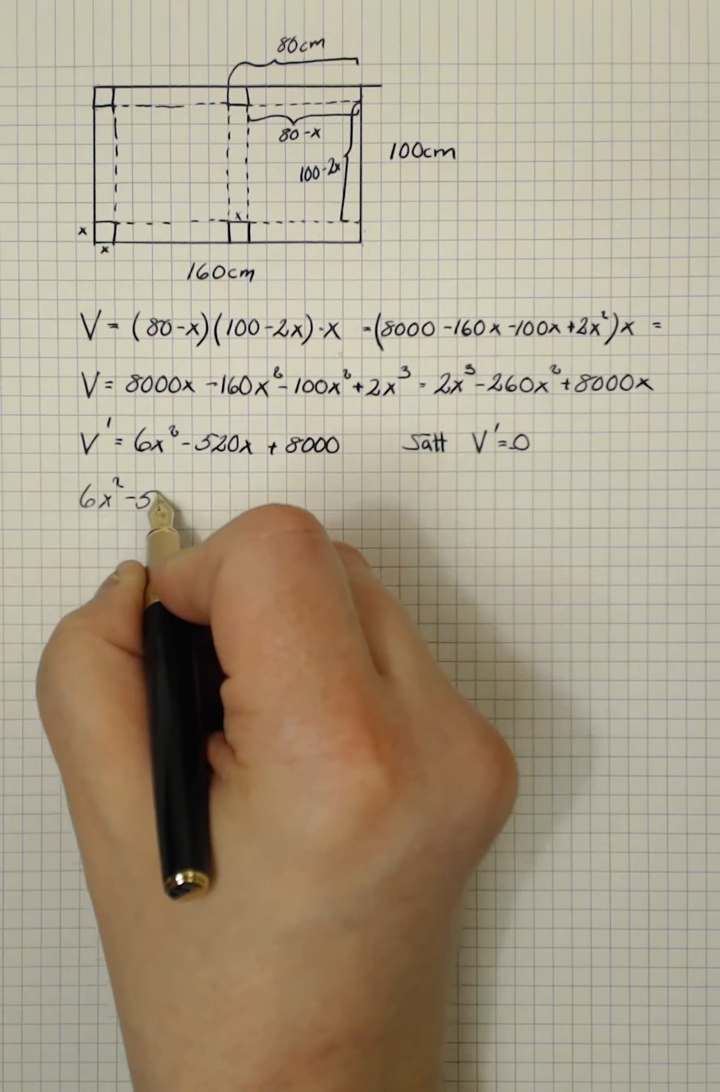 80cm
80-x
100-2x
100cm
x
x
x
160cm
V = (80-x)(100-2x)·x = (8000 -160x -100x +2x²)x =
V = 8000x -160x² -100x² +2x³ = 2x³ -260x² +8000x
V' = 6x² -520x + 8000 Sätt V'=0
6x² -5